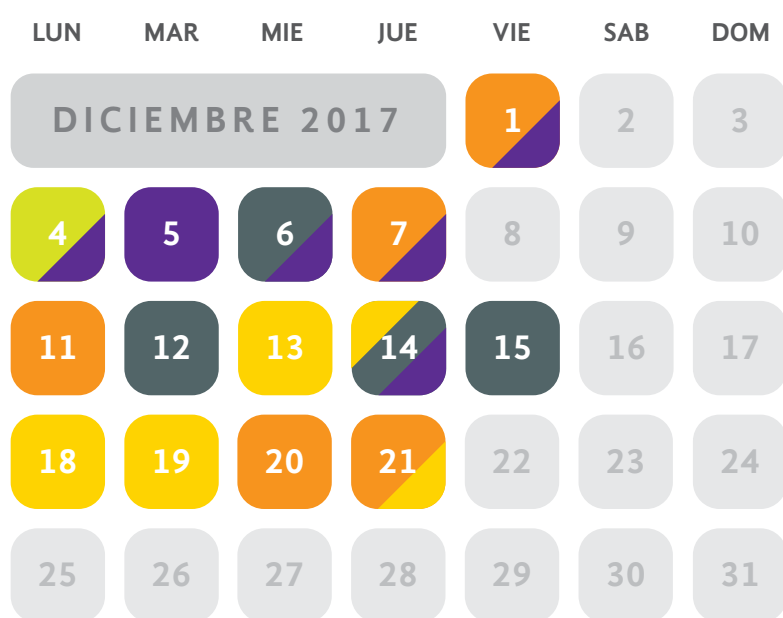 LUN MAR MIE JUE VIE SAB DOM
DICIEMBRE 2017 1 2 3
4 5 6 7 8 9 10
11 12 13 14 15 16 17
18 19 20 21 22 23 24
25 26 27 28 29 30 31